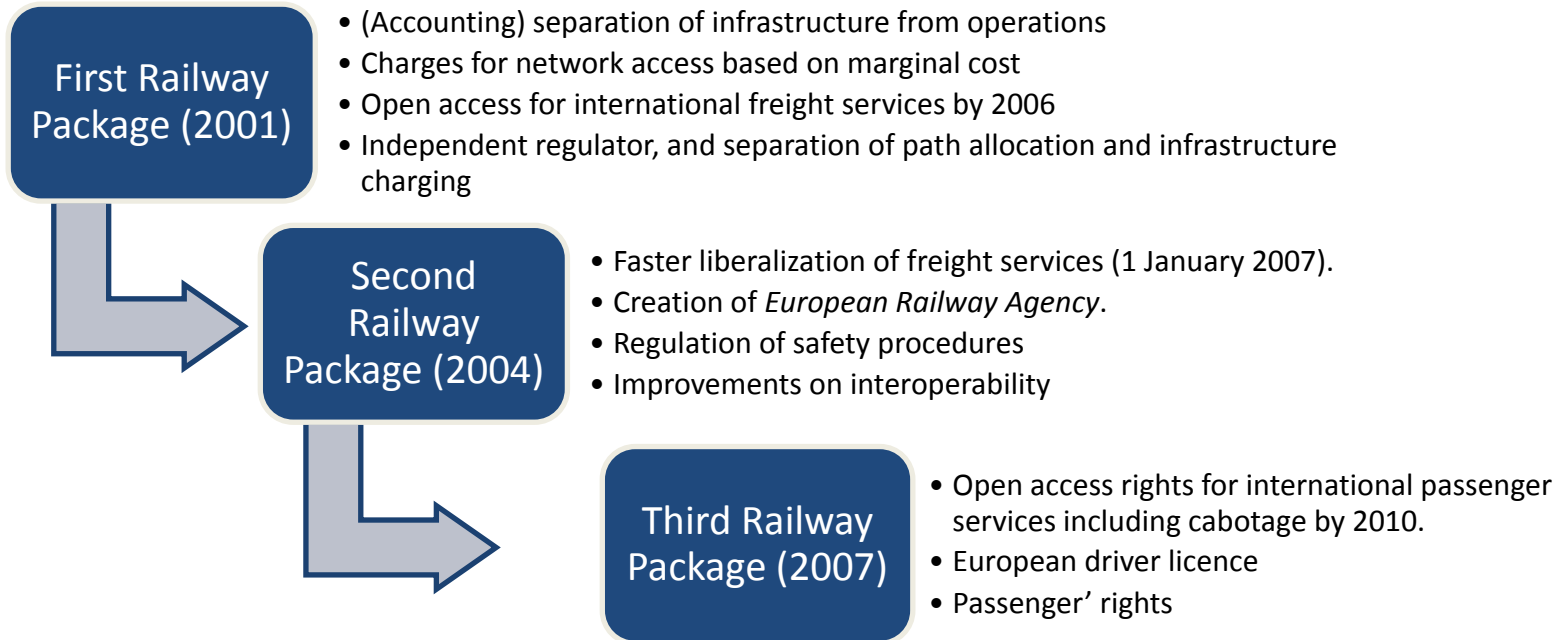 First Railway
Package (2001)
• (Accounting) separation of infrastructure from operations
• Charges for network access based on marginal cost
• Open access for international freight services by 2006
• Independent regulator, and separation of path allocation and infrastructure
charging
Second
Railway
Package (2004)
• Faster liberalization of freight services (1 January 2007).
• Creation of European Railway Agency.
• Regulation of safety procedures
• Improvements on interoperability
Third Railway
Package (2007)
• Open access rights for international passenger
services including cabotage by 2010.
• European driver licence
• Passenger’ rights